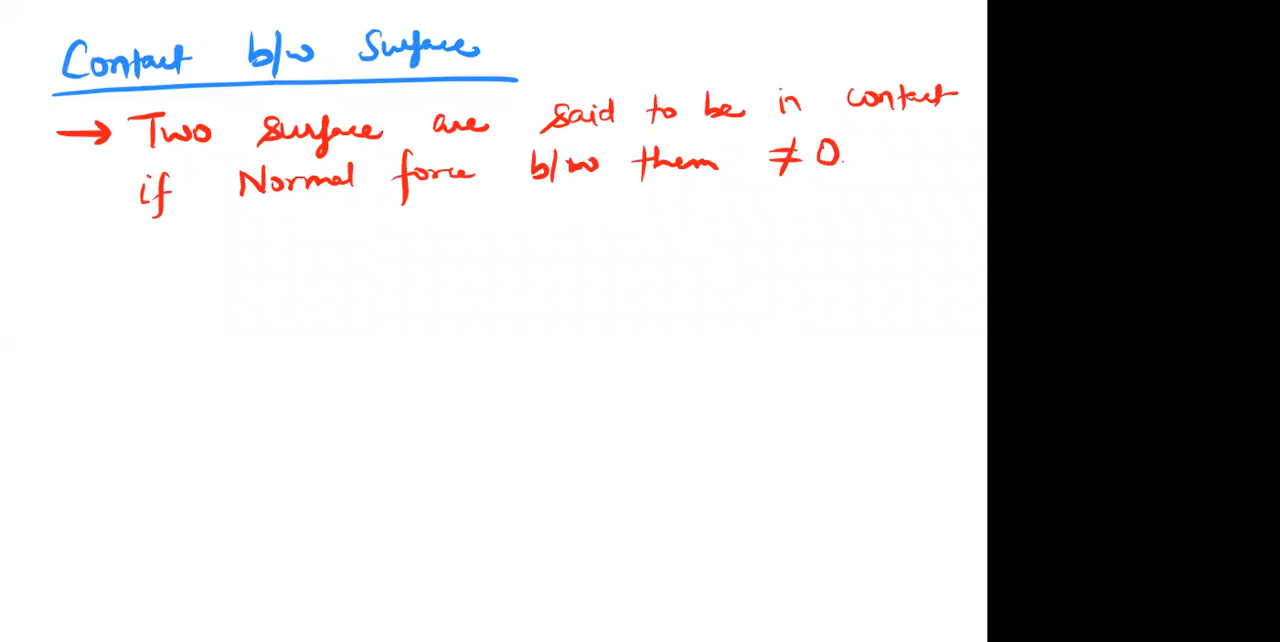 Contact b/w Surface
→ Two surface are said to be in contact
if Normal force b/w them ≠ 0.